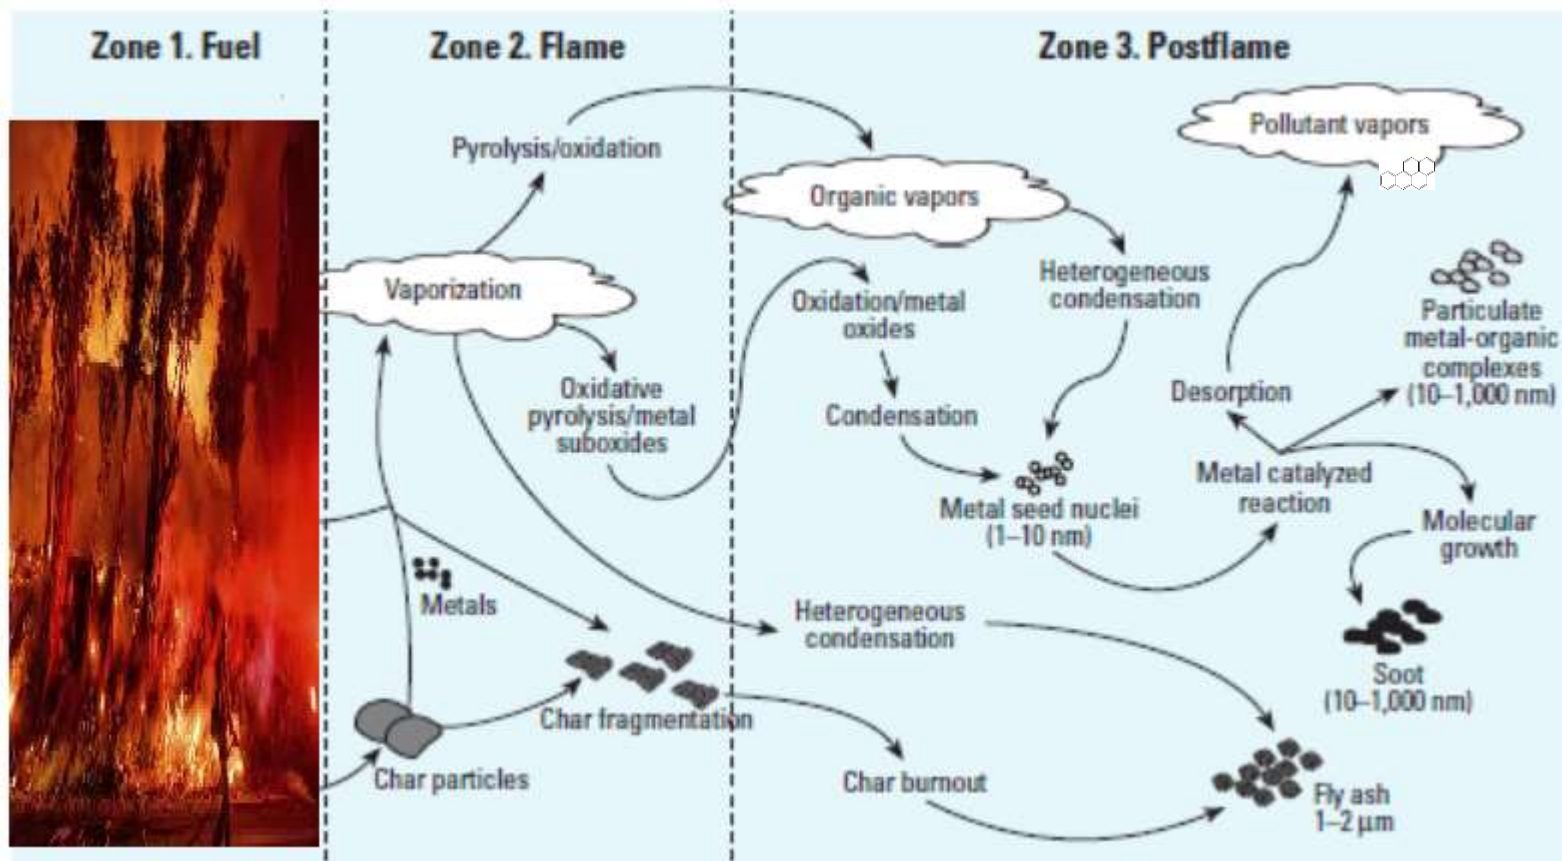 Zone 1. Fuel
Zone 2. Flame
Zone 3. Postflame
Pyrolysis/oxidation
Vaporization
Oxidative
pyrolysis/metal
suboxides
Metals
Char particles
Char fragmentation
Organic vapors
Oxidation/metal
oxides
Condensation
Heterogeneous
condensation
Metal seed nuclei
(1–10 nm)
Heterogeneous
condensation
Char burnout
Pollutant vapors
Desorption
Metal catalyzed
reaction
Particulate
metal-organic
complexes
(10–1,000 nm)
Molecular
growth
Soot
(10–1,000 nm)
Fly ash
1–2 μm